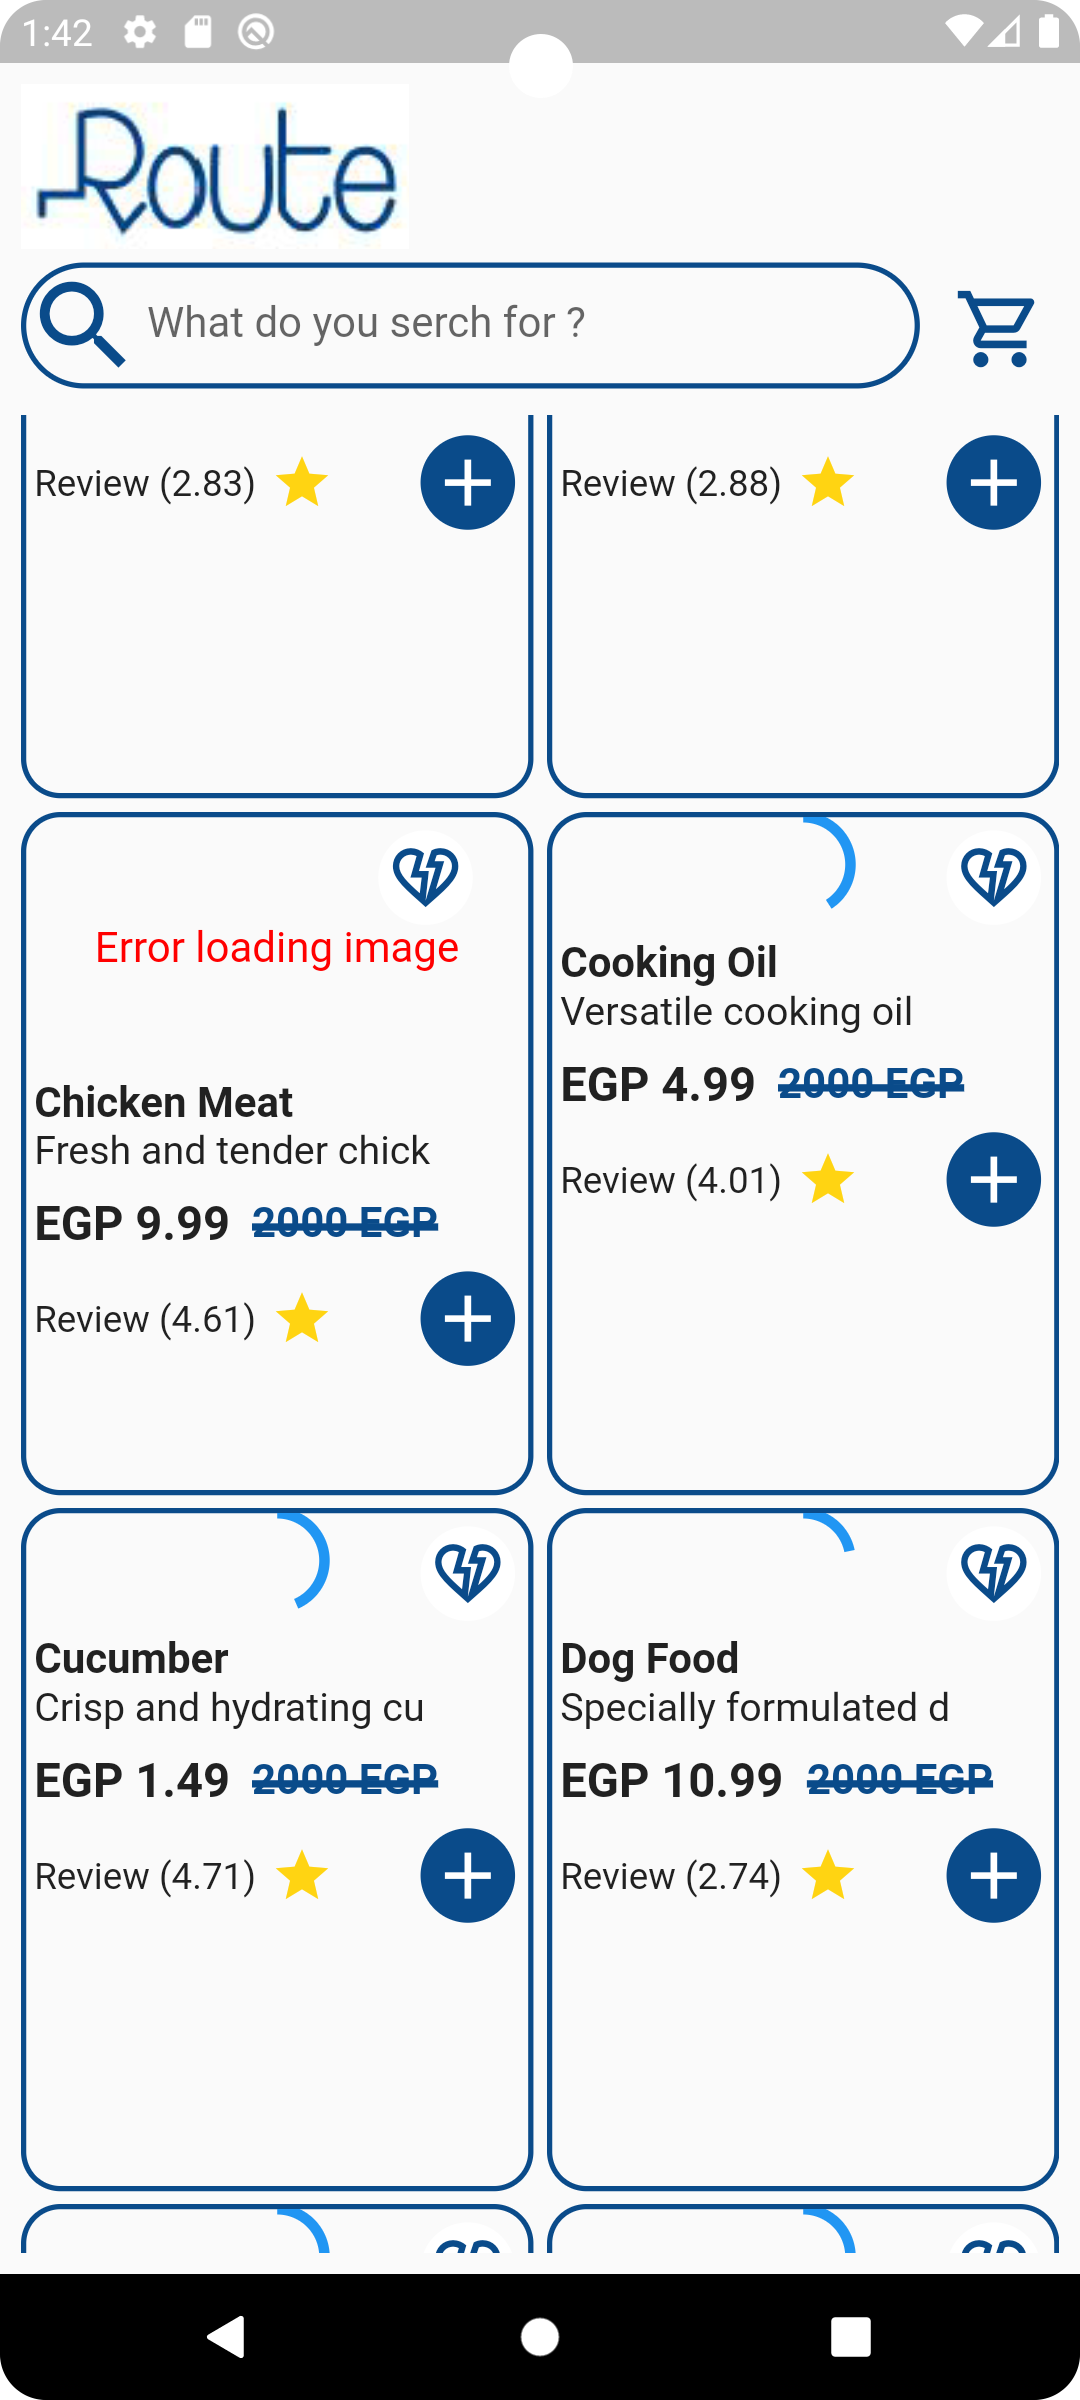 1:42
Route
What do you serch for ?
Review (2.83)
Review (2.88)
Error loading image
Chicken Meat
Fresh and tender chick
EGP 9.99 2000 EGP
Review (4.61)
Cooking Oil
Versatile cooking oil
EGP 4.99 2000 EGP
Review (4.01)
Cucumber
Crisp and hydrating cu
EGP 1.49 2000 EGP
Review (4.71)
Dog Food
Specially formulated d
EGP 10.99 2000 EGP
Review (2.74)